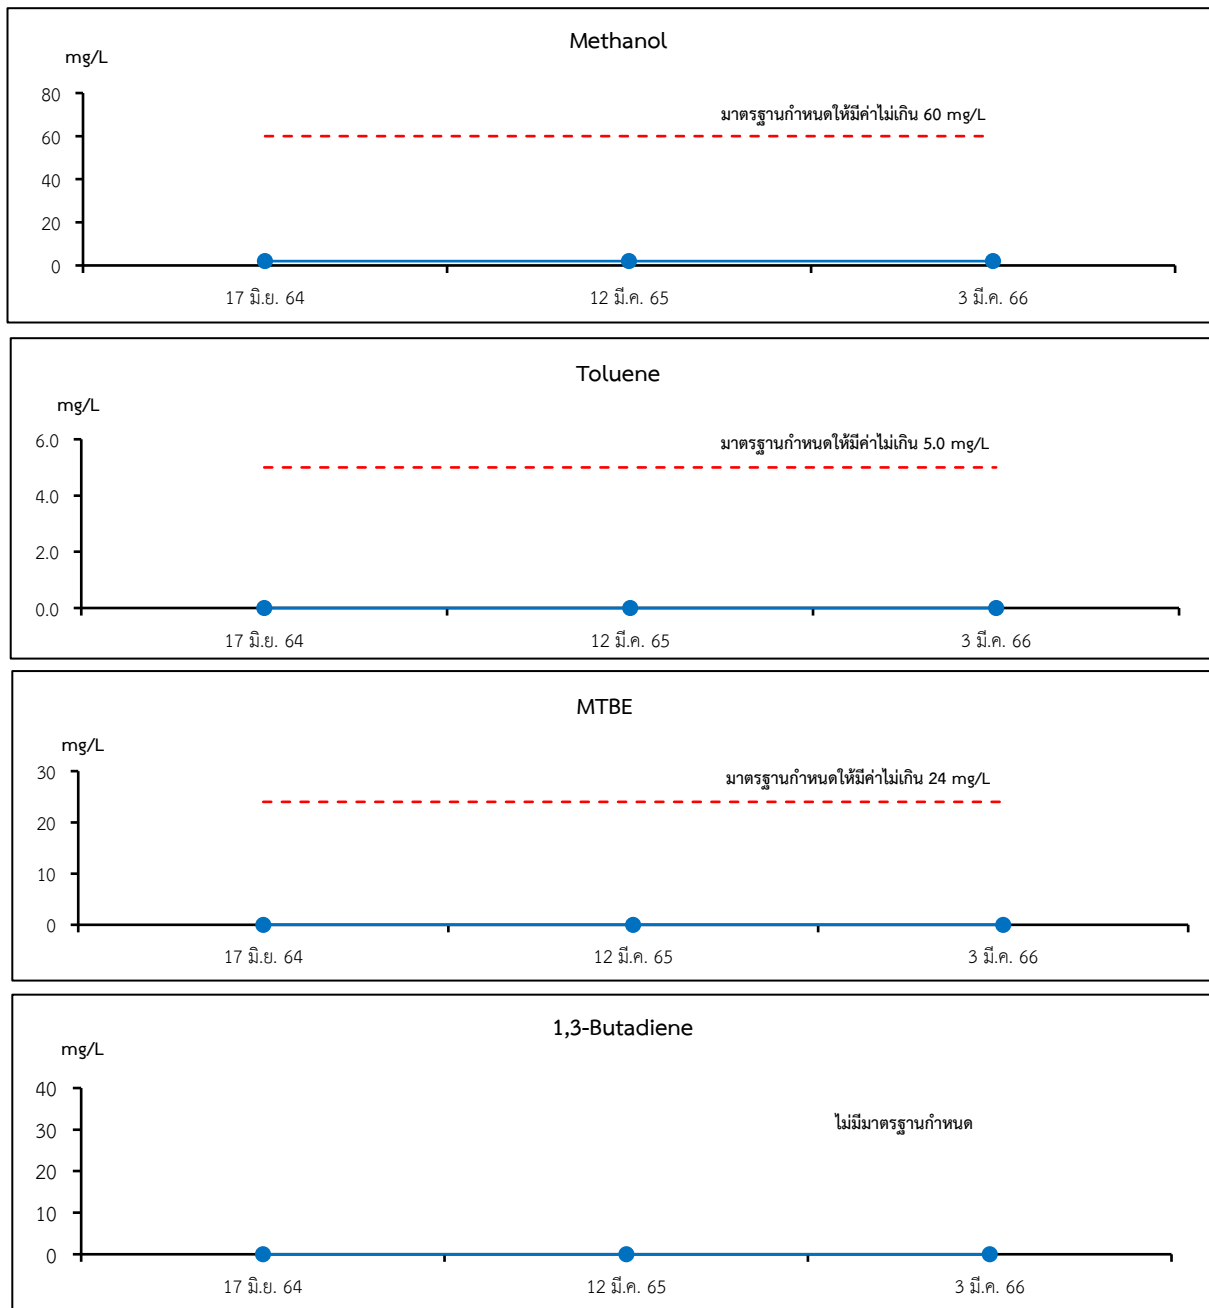 Methanol
mg/L
มาตรฐานกำหนดให้มีค่าไม่เกิน 60 mg/L
80
60
40
20
0
17 มิ.ย. 64 12 มี.ค. 65 3 มี.ค. 66
Toluene
mg/L
มาตรฐานกำหนดให้มีค่าไม่เกิน 5.0 mg/L
6.0
4.0
2.0
0.0
17 มิ.ย. 64 12 มี.ค. 65 3 มี.ค. 66
MTBE
mg/L
มาตรฐานกำหนดให้มีค่าไม่เกิน 24 mg/L
30
20
10
0
17 มิ.ย. 64 12 มี.ค. 65 3 มี.ค. 66
1,3-Butadiene
mg/L
ไม่มีมาตรฐานกำหนด
40
30
20
10
0
17 มิ.ย. 64 12 มี.ค. 65 3 มี.ค. 66